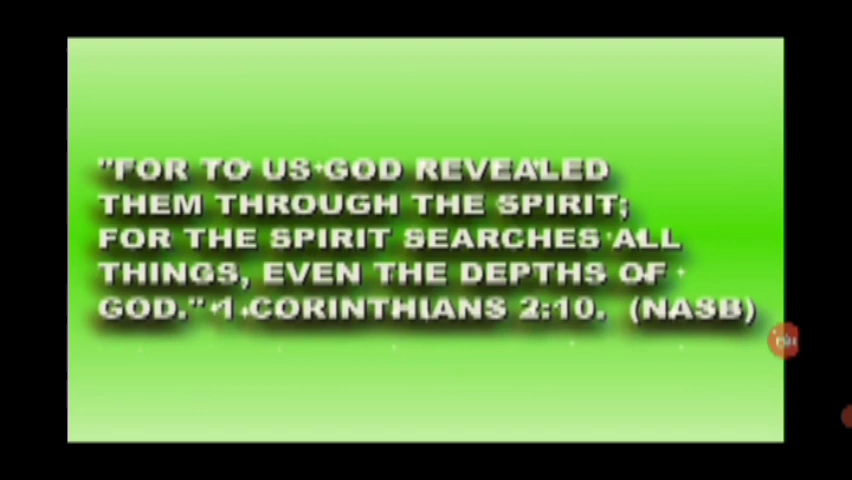 "FOR TO US GOD REVEALED
THEM THROUGH THE SPIRIT;
FOR THE SPIRIT SEARCHES ALL
THINGS, EVEN THE DEPTHS OF
GOD." 1 CORINTHIANS 2:10. (NASB)